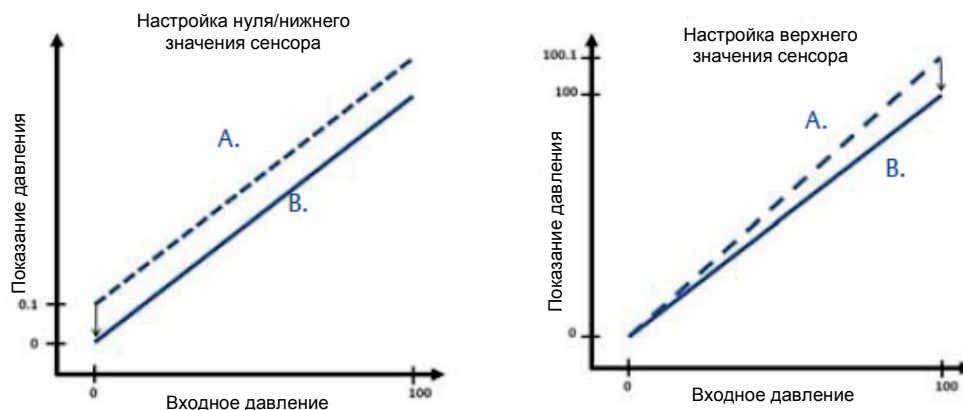 Настройка нуля/нижнего
значения сенсора
Показание давления
A.
B.
0.1
0
0
100
Входное давление
Настройка верхнего
значения сенсора
Показание давления
100.1
100
A.
B.
0
0
100
Входное давление